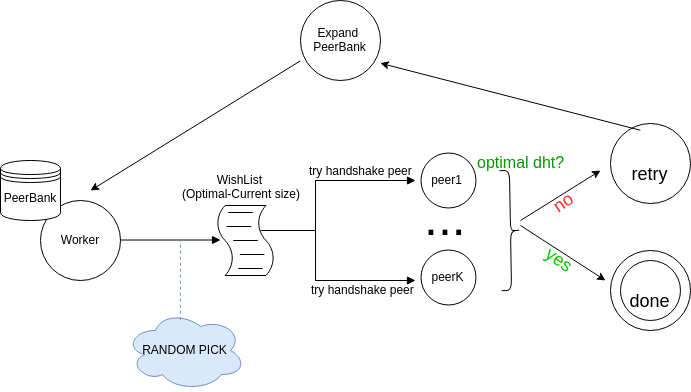 Expand
PeerBank
PeerBank
Worker
WishList
(Optimal-Current size)
try handshake peer
peer1
...
try handshake peer
peerK
optimal dht?
no
yes
retry
done
RANDOM PICK